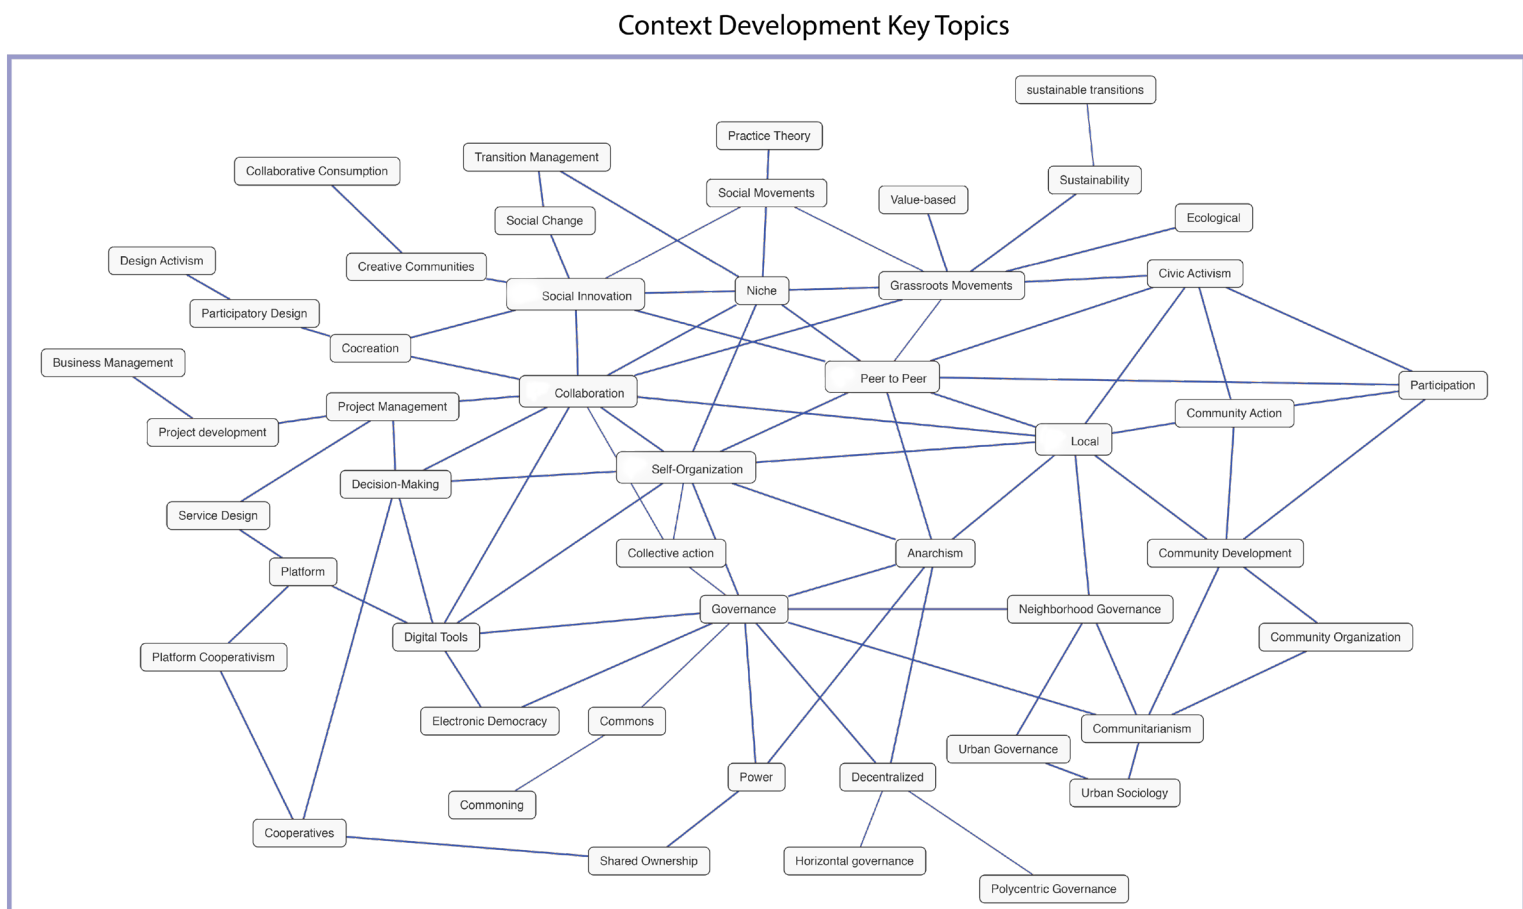 Context Development Key Topics
sustainable transitions
Practice Theory
Transition Management
Collaborative Consumption
Sustainability
Social Movements
Value-based
Ecological
Social Change
Design Activism
Creative Communities
Civic Activism
Grassroots Movements
Niche
Social Innovation
Participatory Design
Cocreation
Business Management
Peer to Peer
Participation
Collaboration
Project Management
Community Action
Project development
Local
Self-Organization
Decision-Making
Service Design
Collective action
Anarchism
Community Development
Platform
Governance
Neighborhood Governance
Digital Tools
Community Organization
Platform Cooperativism
Electronic Democracy
Commons
Communitarianism
Urban Governance
Power
Decentralized
Urban Sociology
Commoning
Cooperatives
Shared Ownership
Horizontal governance
Polycentric Governance